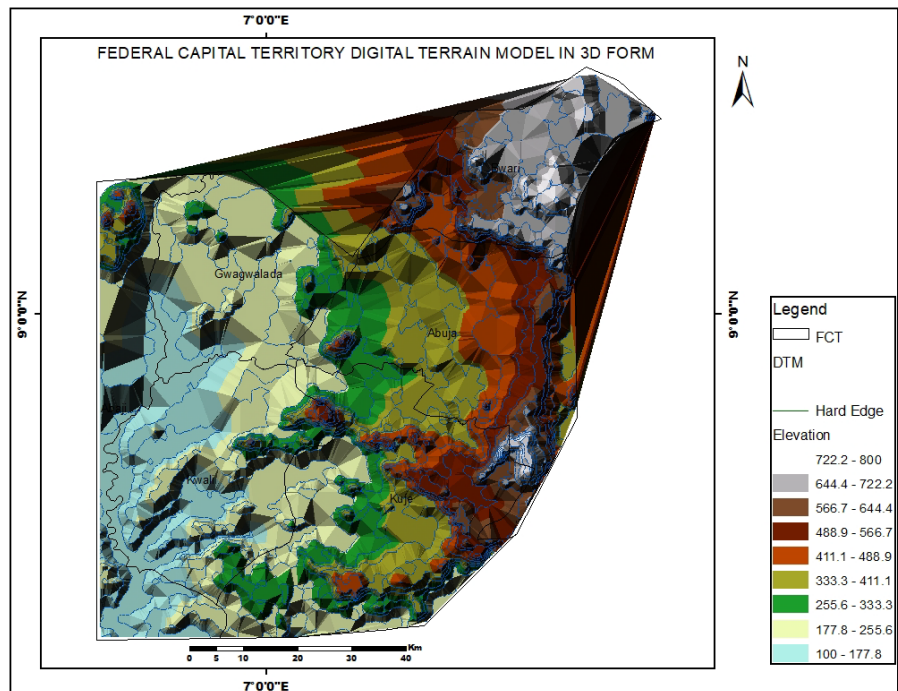 7°0'0"E
FEDERAL CAPITAL TERRITORY DIGITAL TERRAIN MODEL IN 3D FORM
N
Gwagwalada
9°0'0"N
9°0'0"N
Abuja
Kwali
Kuje
Legend
FCT
DTM
Hard Edge
Elevation
722.2 - 800
644.4 - 722.2
566.7 - 644.4
488.9 - 566.7
411.1 - 488.9
333.3 - 411.1
255.6 - 333.3
177.8 - 255.6
100 - 177.8
Km
0 5 10 20 30 40
7°0'0"E